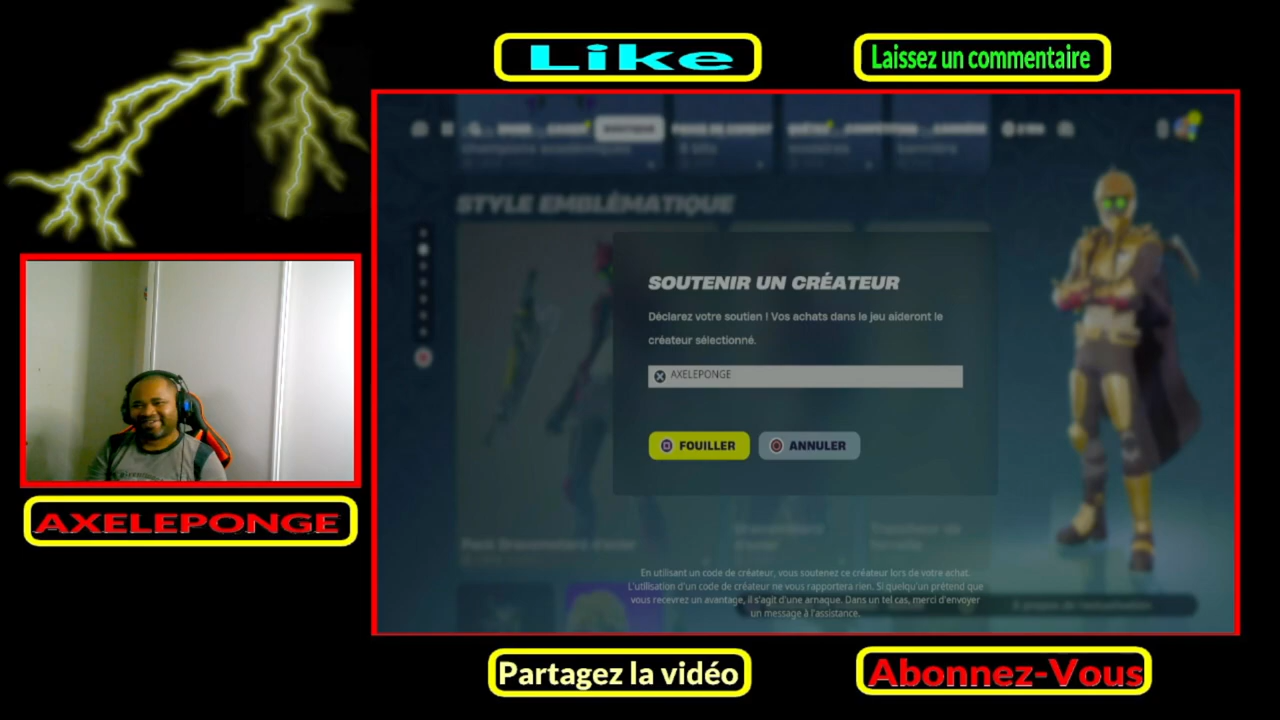 Like
Laissez un commentaire
BOUTIQUE
STYLE EMBLÉMATIQUE
SOUTENIR UN CRÉATEUR
Déclarez votre soutien ! Vos achats dans le jeu aideront le
créateur sélectionné.
AXELEPONGE
FOUILLER
ANNULER
AXELEPONGE
En utilisant un code de créateur, vous soutenez ce créateur lors de votre achat.
L'utilisation d'un code de créateur ne vous rapportera rien. Si quelqu'un prétend que
vous recevrez un avantage, il s'agit d'une arnaque. Dans un tel cas, merci d'envoyer
un message à l'assistance.
Partagez la vidéo
Abonnez-Vous